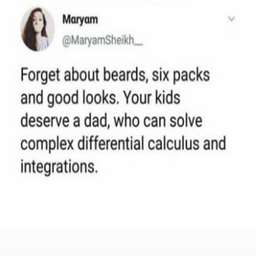 Maryam
@MaryamSheikh__
Forget about beards, six packs
and good looks. Your kids
deserve a dad, who can solve
complex differential calculus and
integrations.